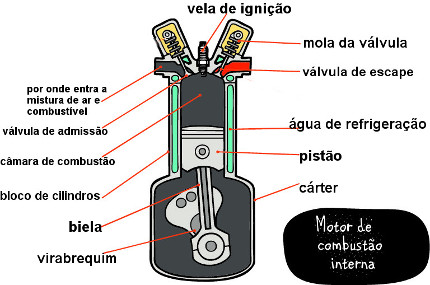 vela de ignição
mola da válvula
válvula de escape
por onde entra a
mistura de ar e
combustível
válvula de admissão
água de refrigeração
câmara de combustão
pistão
bloco de cilindros
cárter
biela
virabrequim
Motor de
combustão
interna